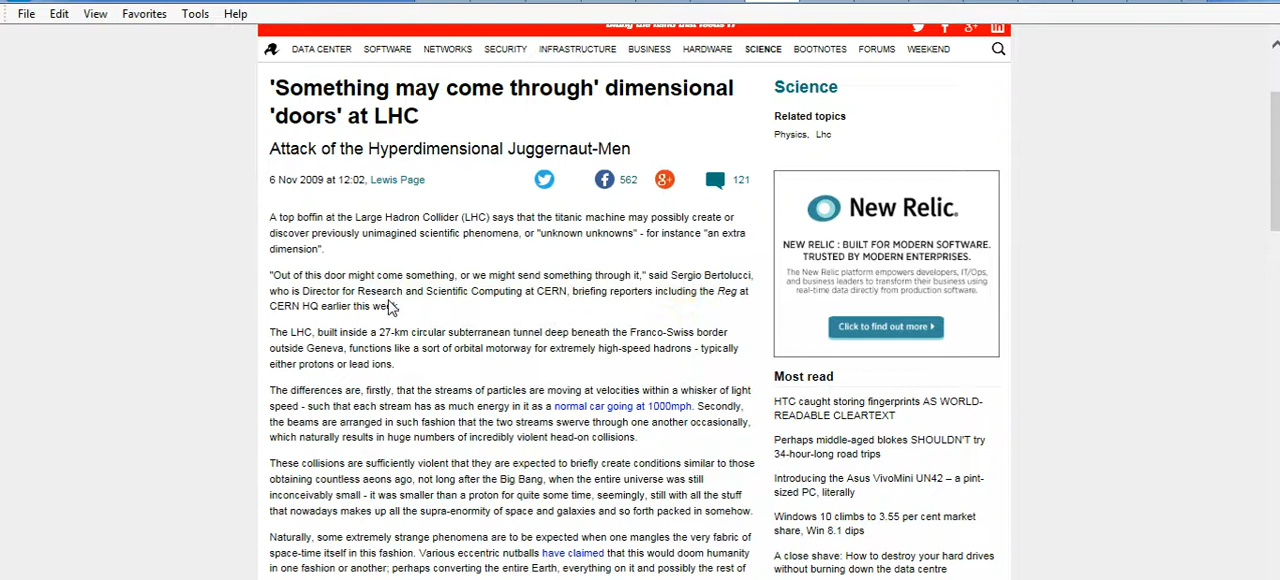 File Edit View Favorites Tools Help
Biting the hand that feeds IT
DATA CENTER SOFTWARE NETWORKS SECURITY INFRASTRUCTURE BUSINESS HARDWARE SCIENCE BOOTNOTES FORUMS WEEKEND
'Something may come through' dimensional
'doors' at LHC
Attack of the Hyperdimensional Juggernaut-Men
6 Nov 2009 at 12:02, Lewis Page
562
121
A top boffin at the Large Hadron Collider (LHC) says that the titanic machine may possibly create or
discover previously unimagined scientific phenomena, or "unknown unknowns" - for instance "an extra
dimension".
"Out of this door might come something, or we might send something through it," said Sergio Bertolucci,
who is Director for Research and Scientific Computing at CERN, briefing reporters including the Reg at
CERN HQ earlier this week.
The LHC, built inside a 27-km circular subterranean tunnel deep beneath the Franco-Swiss border
outside Geneva, functions like a sort of orbital motorway for extremely high-speed hadrons - typically
either protons or lead ions.
The differences are, firstly, that the streams of particles are moving at velocities within a whisker of light
speed - such that each stream has as much energy in it as a normal car going at 1000mph. Secondly,
the beams are arranged in such fashion that the two streams swerve through one another occasionally,
which naturally results in huge numbers of incredibly violent head-on collisions.
These collisions are sufficiently violent that they are expected to briefly create conditions similar to those
obtaining countless aeons ago, not long after the Big Bang, when the entire universe was still
inconceivably small - it was smaller than a proton for quite some time, seemingly, still with all the stuff
that nowadays makes up all the supra-enormity of space and galaxies and so forth packed in somehow.
Naturally, some extremely strange phenomena are to be expected when one mangles the very fabric of
space-time itself in this fashion. Various eccentric nutballs have claimed that this would doom humanity
in one fashion or another; perhaps converting the entire Earth, everything on it and possibly the rest of
Science
Related topics
Physics, Lhc
New Relic.
NEW RELIC : BUILT FOR MODERN SOFTWARE.
TRUSTED BY MODERN ENTERPRISES.
The New Relic platform empowers developers, IT/Ops,
and business leaders to transform their business using
real-time data directly from production software.
Click to find out more
Most read
HTC caught storing fingerprints AS WORLD-
READABLE CLEARTEXT
Perhaps middle-aged blokes SHOULDN'T try
34-hour-long road trips
Introducing the Asus VivoMini UN42 – a pint-
sized PC, literally
Windows 10 climbs to 3.55 per cent market
share, Win 8.1 dips
A close shave: How to destroy your hard drives
without burning down the data centre